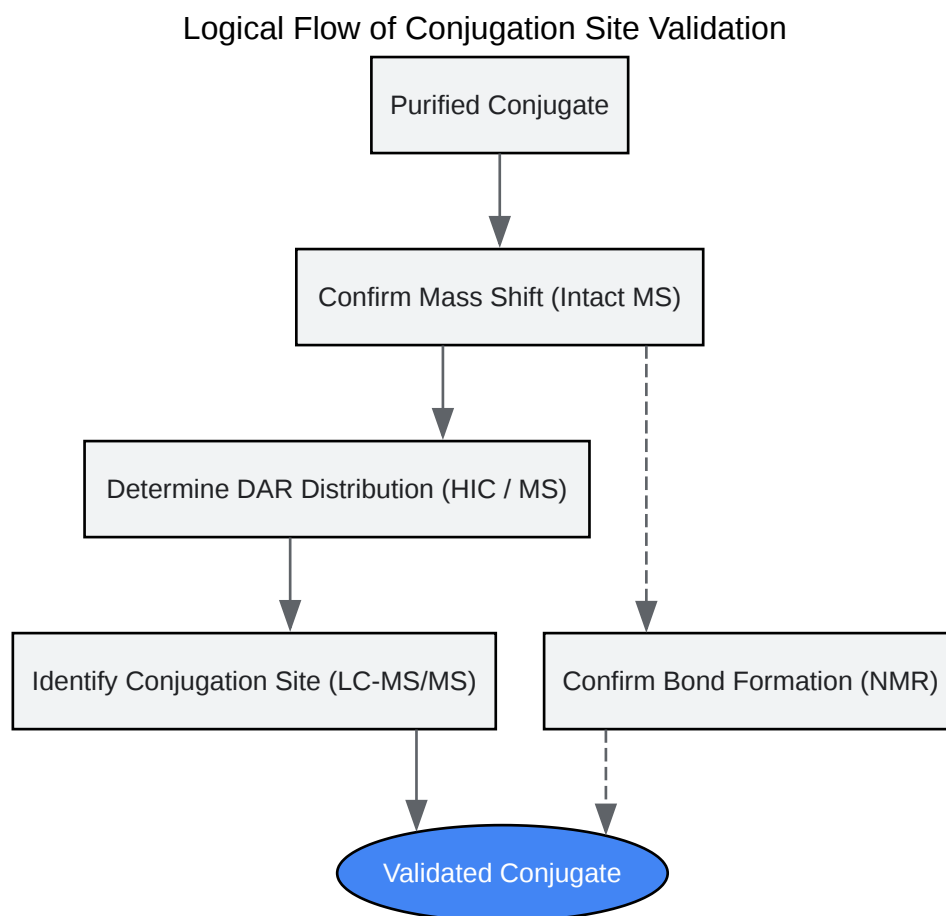 Logical Flow of Conjugation Site Validation
Purified Conjugate
Confirm Mass Shift (Intact MS)
Determine DAR Distribution (HIC / MS)
Identify Conjugation Site (LC-MS/MS)
Confirm Bond Formation (NMR)
Validated Conjugate